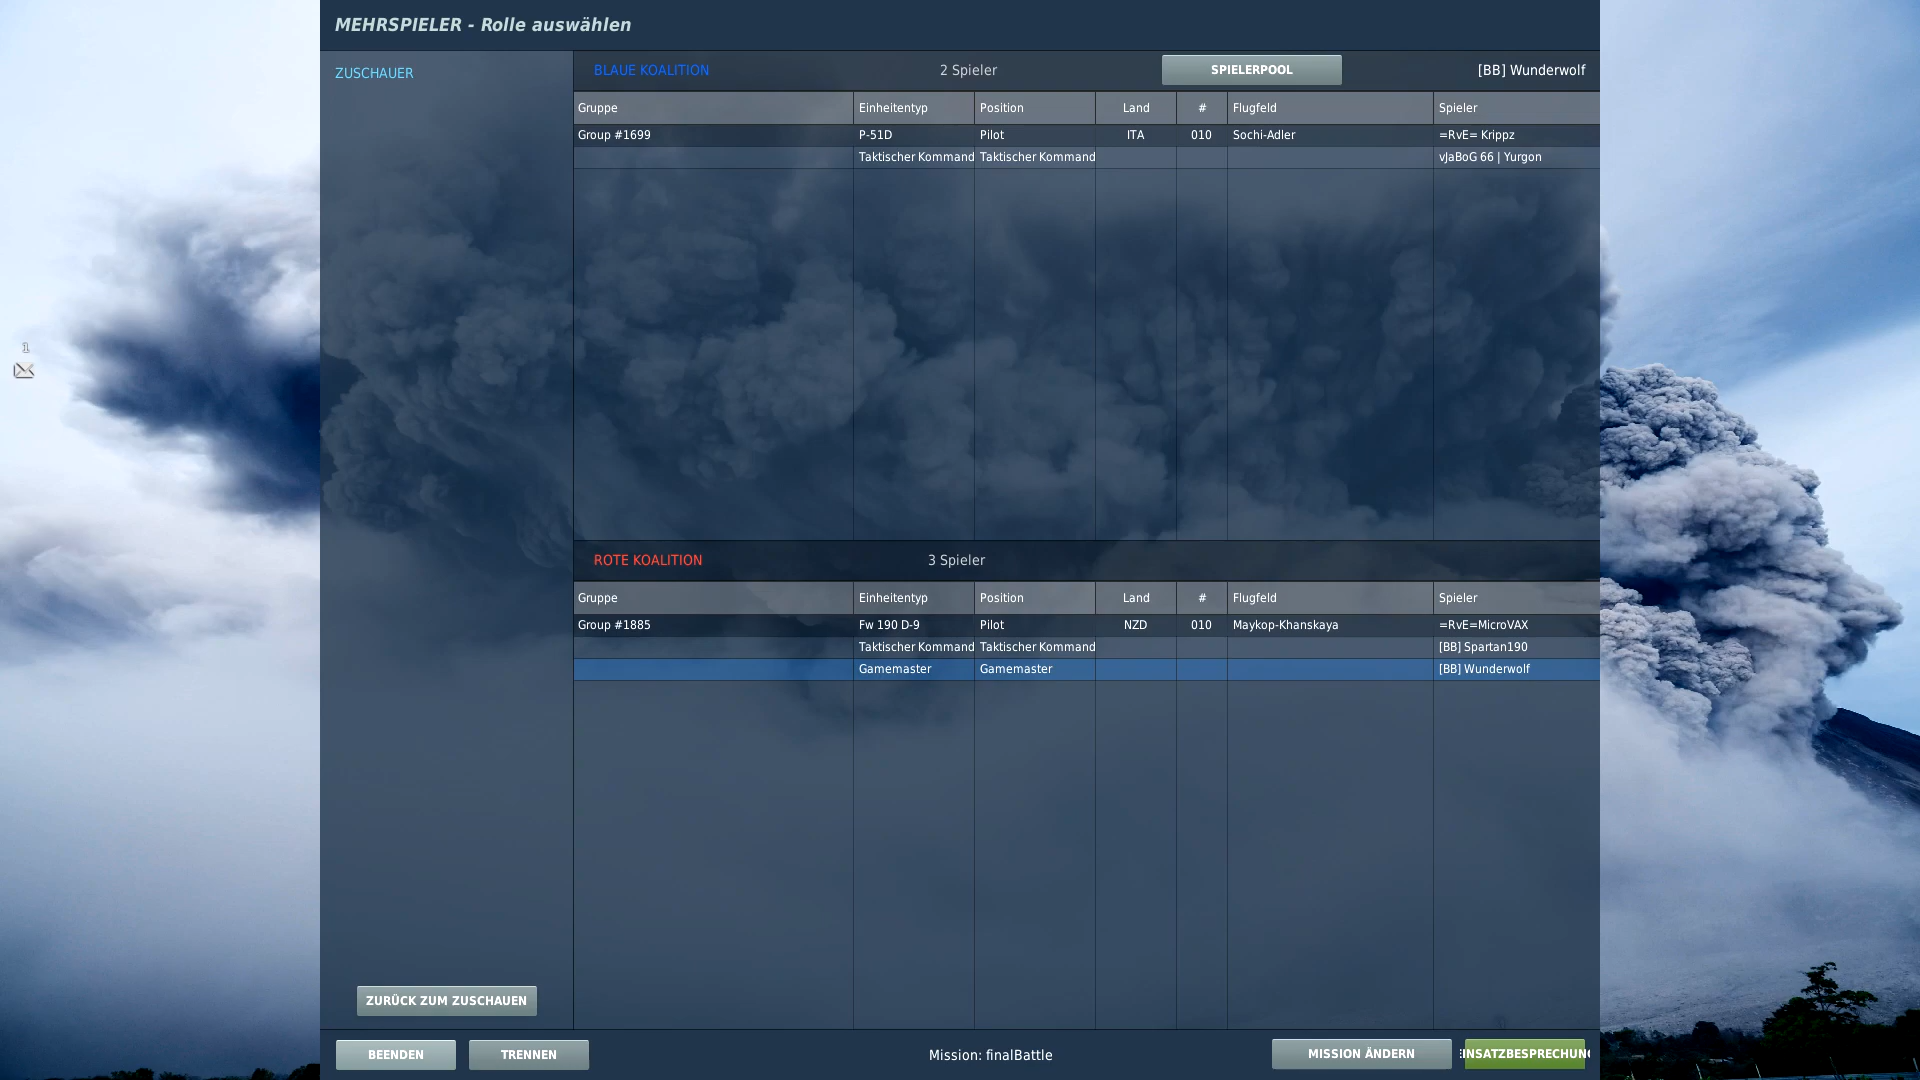 MEHRSPIELER - Rolle auswählen
ZUSCHAUER
BLAUE KOALITION 2 Spieler SPIELERPOOL [BB] Wunderwolf
Gruppe Einheitentyp Position Land # Flugfeld Spieler
Group #1699 P-51D Pilot ITA 010 Sochi-Adler =RvE= Krippz
Taktischer Kommand Taktischer Kommand vJaBoG 66 | Yurgon
1
ROTE KOALITION 3 Spieler
Gruppe Einheitentyp Position Land # Flugfeld Spieler
Group #1885 Fw 190 D-9 Pilot NZD 010 Maykop-Khanskaya =RvE=MicroVAX
Taktischer Kommand Taktischer Kommand [BB] Spartan190
Gamemaster Gamemaster [BB] Wunderwolf
ZURÜCK ZUM ZUSCHAUEN
BEENDEN TRENNEN Mission: finalBattle MISSION ÄNDERN EINSATZBESPRECHUNG